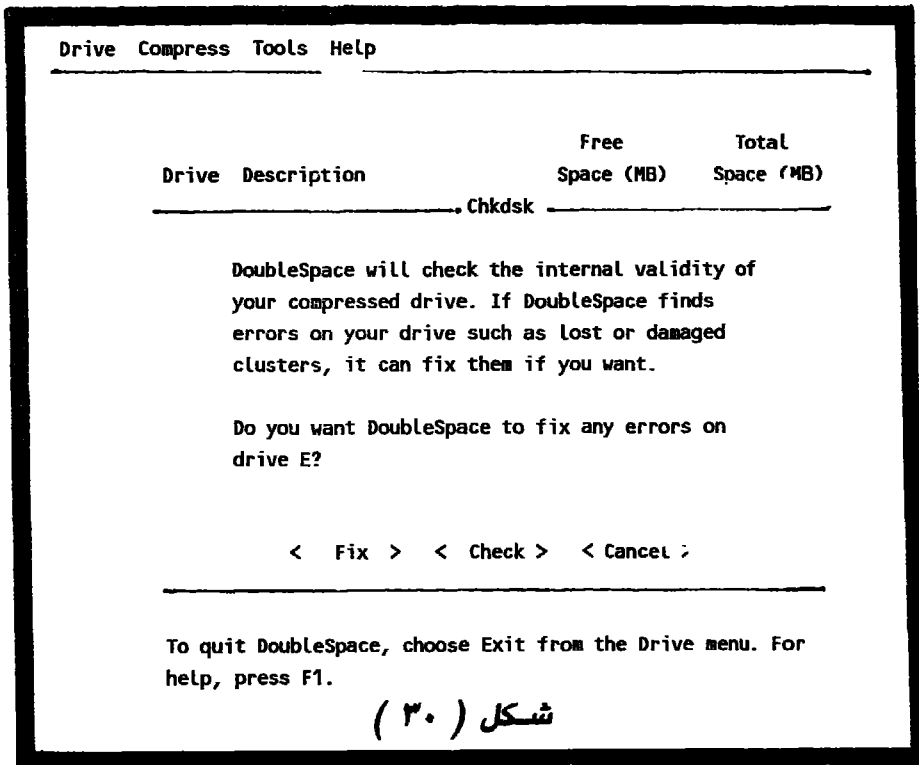 Drive Compress Tools Help
Free Total
Drive Description Space (MB) Space (MB)
Chkdsk
DoubleSpace will check the internal validity of
your compressed drive. If DoubleSpace finds
errors on your drive such as lost or damaged
clusters, it can fix them if you want.
Do you want DoubleSpace to fix any errors on
drive E?
< Fix > < Check > < Cancel >
To quit DoubleSpace, choose Exit from the Drive menu. For
help, press F1.
شكل ( ٣٠ )